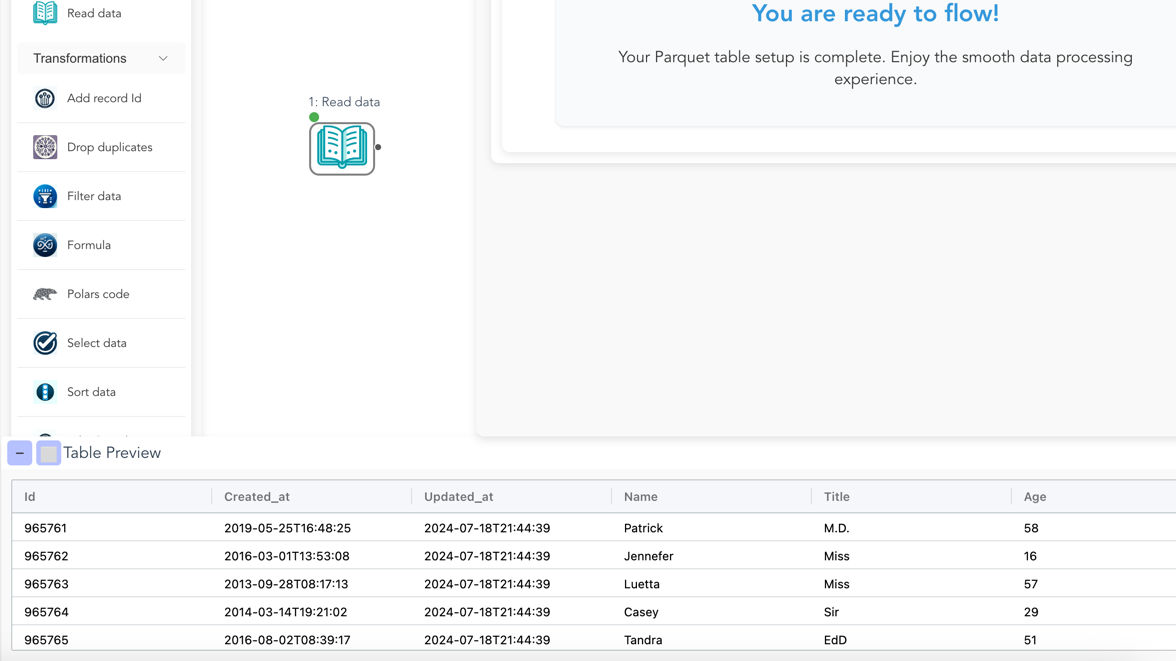 Read data
Transformations
Add record Id
Drop duplicates
Filter data
Formula
Polars code
Select data
Sort data
1: Read data
You are ready to flow!
Your Parquet table setup is complete. Enjoy the smooth data processing
experience.
− Table Preview
Id Created_at Updated_at Name Title Age
965761 2019-05-25T16:48:25 2024-07-18T21:44:39 Patrick M.D. 58
965762 2016-03-01T13:53:08 2024-07-18T21:44:39 Jennefer Miss 16
965763 2013-09-28T08:17:13 2024-07-18T21:44:39 Luetta Miss 57
965764 2014-03-14T19:21:02 2024-07-18T21:44:39 Casey Sir 29
965765 2016-08-02T08:39:17 2024-07-18T21:44:39 Tandra EdD 51